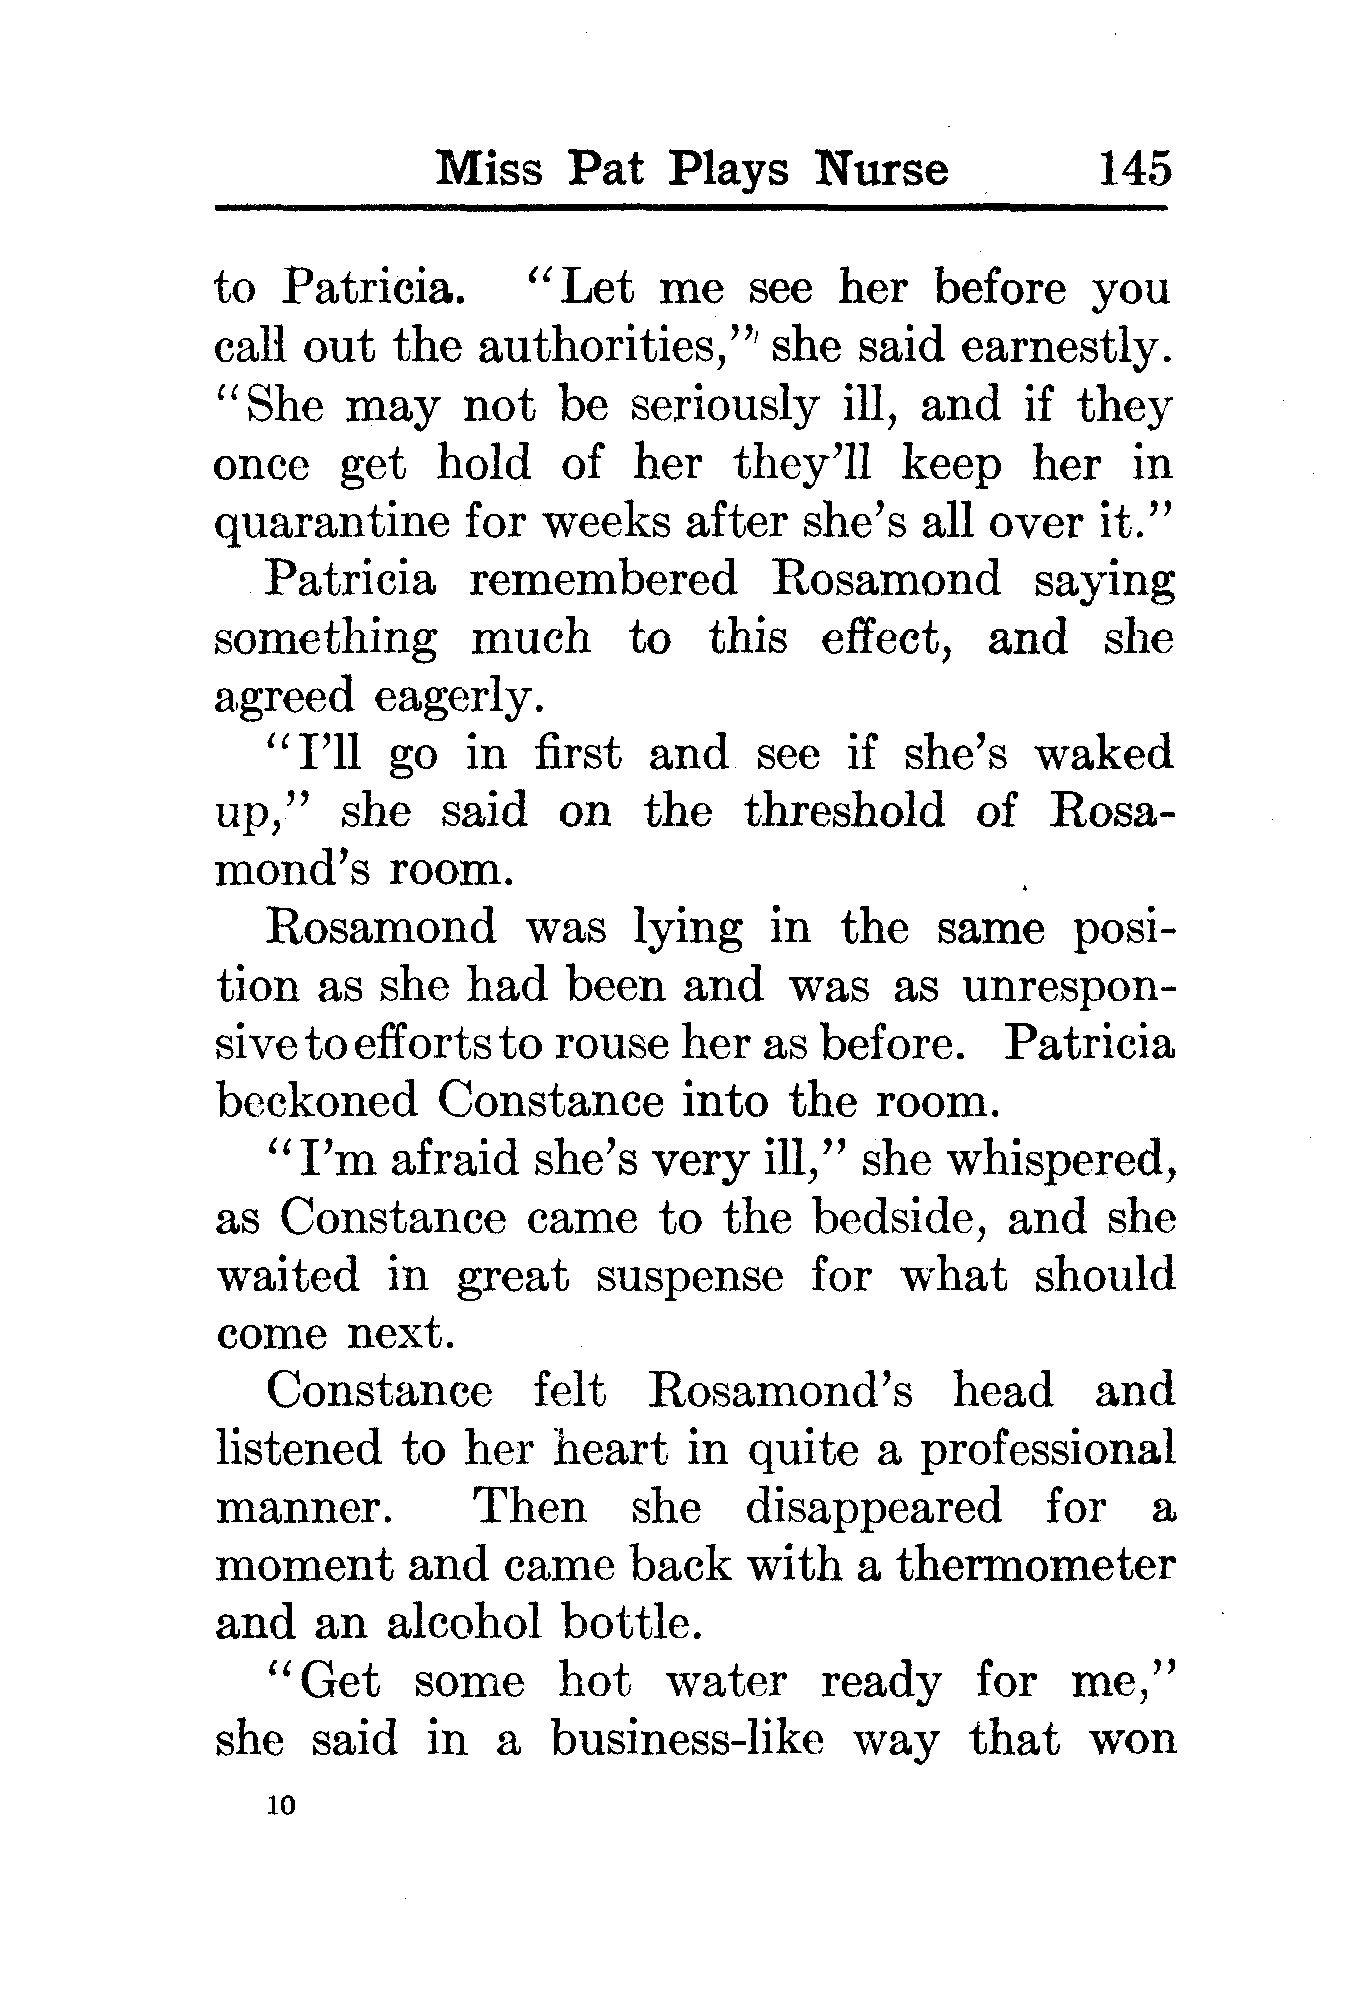 Miss Pat Plays Nurse 145
to Patricia. "Let me see her before you
call out the authorities," she said earnestly.
"She may not be seriously ill, and if they
once get hold of her they'll keep her in
quarantine for weeks after she's all over it."
Patricia remembered Rosamond saying
something much to this effect, and she
agreed eagerly.
"I'll go in first and see if she's waked
up," she said on the threshold of Rosa-
mond's room.
Rosamond was lying in the same posi-
tion as she had been and was as unrespon-
sive to efforts to rouse her as before. Patricia
beckoned Constance into the room.
"I'm afraid she's very ill," she whispered,
as Constance came to the bedside, and she
waited in great suspense for what should
come next.
Constance felt Rosamond's head and
listened to her heart in quite a professional
manner. Then she disappeared for a
moment and came back with a thermometer
and an alcohol bottle.
"Get some hot water ready for me,"
she said in a business-like way that won
10